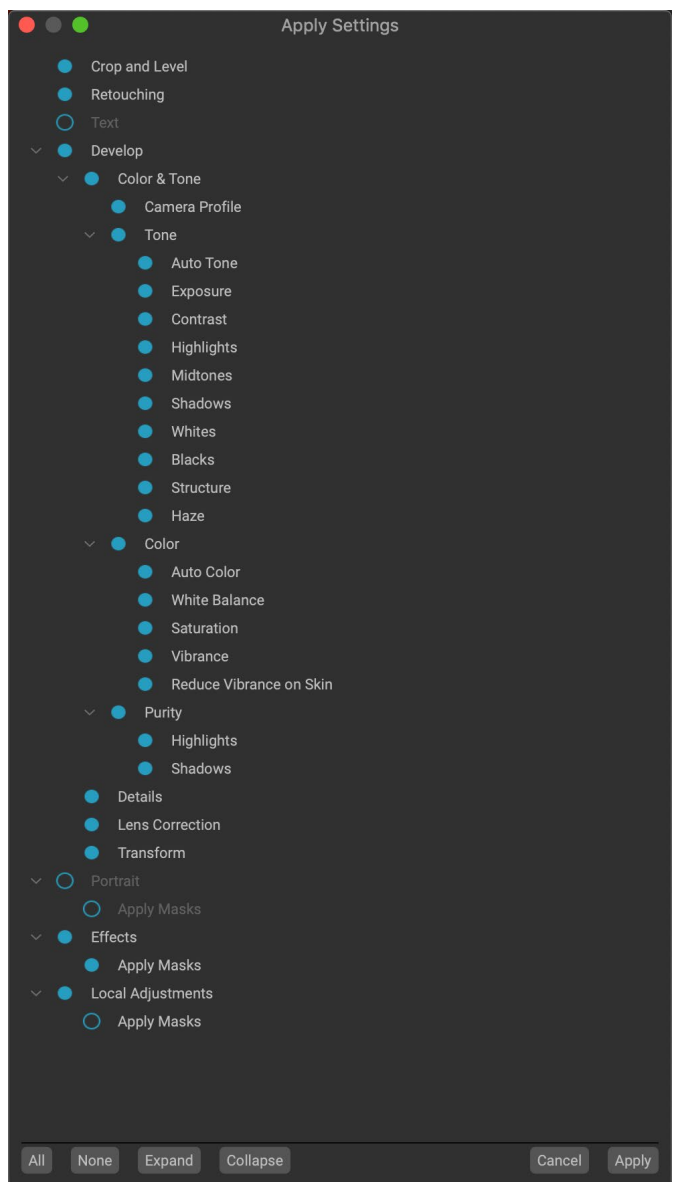 Apply Settings
Crop and Level
Retouching
Text
Develop
Color & Tone
Camera Profile
Tone
Auto Tone
Exposure
Contrast
Highlights
Midtones
Shadows
Whites
Blacks
Structure
Haze
Color
Auto Color
White Balance
Saturation
Vibrance
Reduce Vibrance on Skin
Purity
Highlights
Shadows
Details
Lens Correction
Transform
Portrait
Apply Masks
Effects
Apply Masks
Local Adjustments
Apply Masks
All None Expand Collapse Cancel Apply